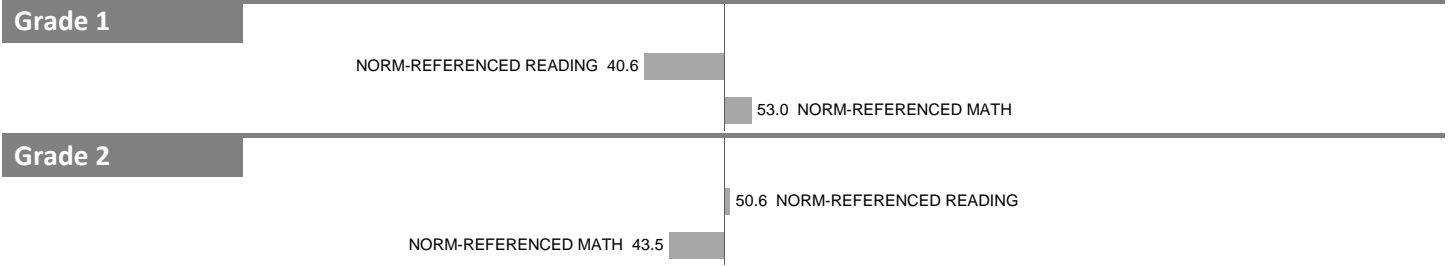 Grade 1
NORM-REFERENCED READING 40.6
53.0 NORM-REFERENCED MATH
Grade 2
50.6 NORM-REFERENCED READING
NORM-REFERENCED MATH 43.5